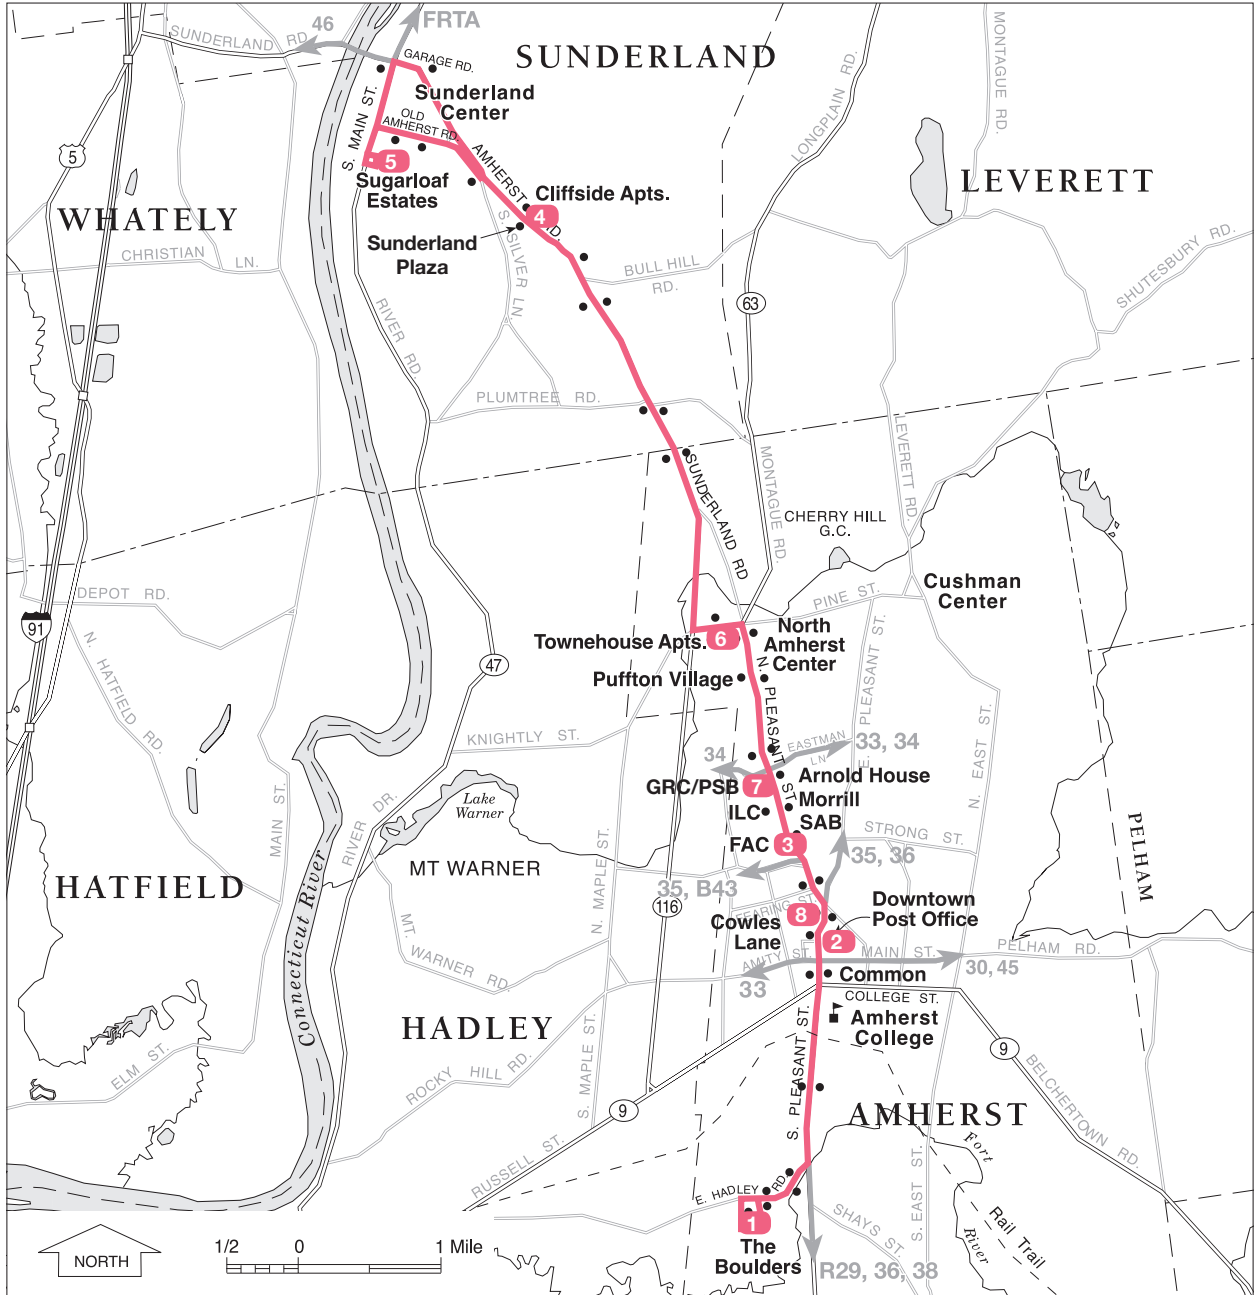 46
FRTA
SUNDERLAND RD.
GARAGE RD.
SUNDERLAND
MONTAGUE RD.
LONGPLAIN RD.
Sunderland
Center
S. MAIN ST.
OLD
AMHERST RD.
5
5
AMHERST RD.
Sugarloaf
Estates
Cliffside Apts.
4
LEVERETT
WHATELY
Sunderland
Plaza
S. SILVER LN.
CHRISTIAN LN.
BULL HILL
RD.
SHUTESBURY RD.
RIVER RD.
63
PLUMTREE RD.
LEVERETT RD.
SUNDERLAND RD
MONTAGUE RD.
CHERRY HILL
G.C.
Cushman
Center
DEPOT RD.
PINE ST.
91
N. HATFIELD RD.
Townehouse Apts.
6
North
Amherst
Center
47
Puffton Village
N. PLEASANT ST
E. PLEASANT ST.
N. EAST ST.
KNIGHTLY ST.
EASTMAN
LN
33, 34
34
GRC/PSB
7
Arnold House
Morrill
ILC
SAB
Lake
Warner
RIVER DR.
MAIN ST.
FAC
3
STRONG ST.
PELHAM
MT WARNER
N. MAPLE ST.
35, 36
HATFIELD
35, B43
116
FEARING ST.
8
Downtown
Post Office
Cowles
Lane
2
Connecticut River
MT.
WARNER RD.
AMITY ST.
MAIN ST.
PELHAM RD.
30, 45
33
Common
COLLEGE ST.
Amherst
College
HADLEY
S. PLEASANT ST.
9
ELM ST.
ROCKY HILL RD.
S. MAPLE ST.
9
BELCHERTOWN RD.
AMHERST
Fort
River
Rail Trail
RUSSELL ST.
E. HADLEY RD.
SHAYS ST.
S. EAST ST.
1
The
Boulders
R29, 36, 38
NORTH
1/2 0 1 Mile